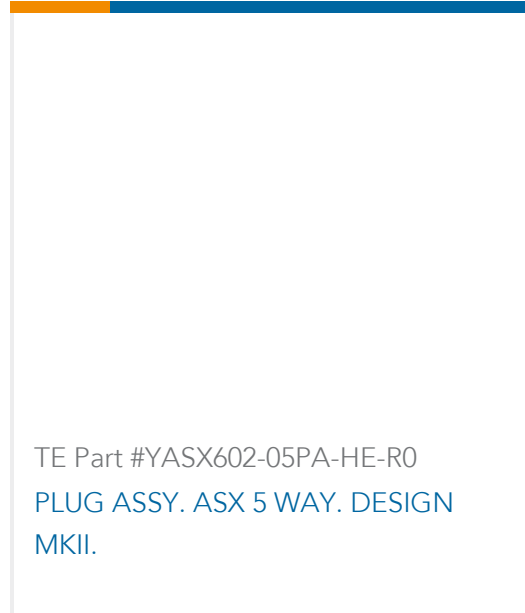 TE Part #YASX602-05PA-HE-R0
PLUG ASSY. ASX 5 WAY. DESIGN
MKII.